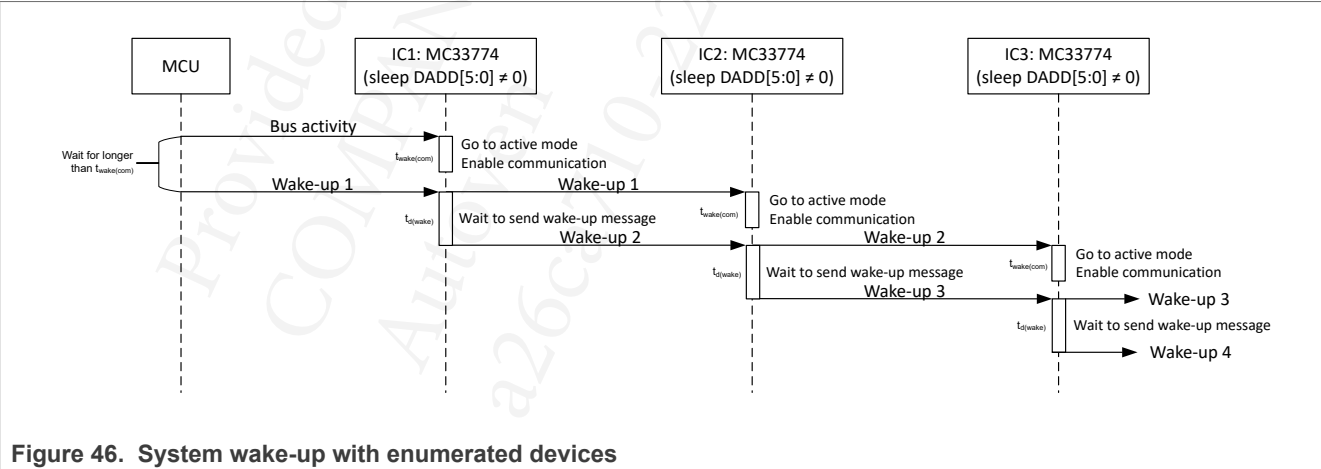 Provided
COMPAN
Autoven
MCU
IC1: MC33774
(sleep DADD[5:0] ≠ 0)
IC2: MC33774
(sleep DADD[5:0] ≠ 0)
IC3: MC33774
(sleep DADD[5:0] ≠ 0)
Bus activity
Wait for longer
than twake(com)
twake(com)
Go to active mode
Enable communication
Wake-up 1
Wake-up 1
td(wake)
Wait to send wake-up message
twake(com)
Go to active mode
Enable communication
Wake-up 2
Wake-up 2
td(wake)
Wait to send wake-up message
twake(com)
Go to active mode
Enable communication
Wake-up 3
Wake-up 3
td(wake)
Wait to send wake-up message
Wake-up 4
Figure 46. System wake-up with enumerated devices